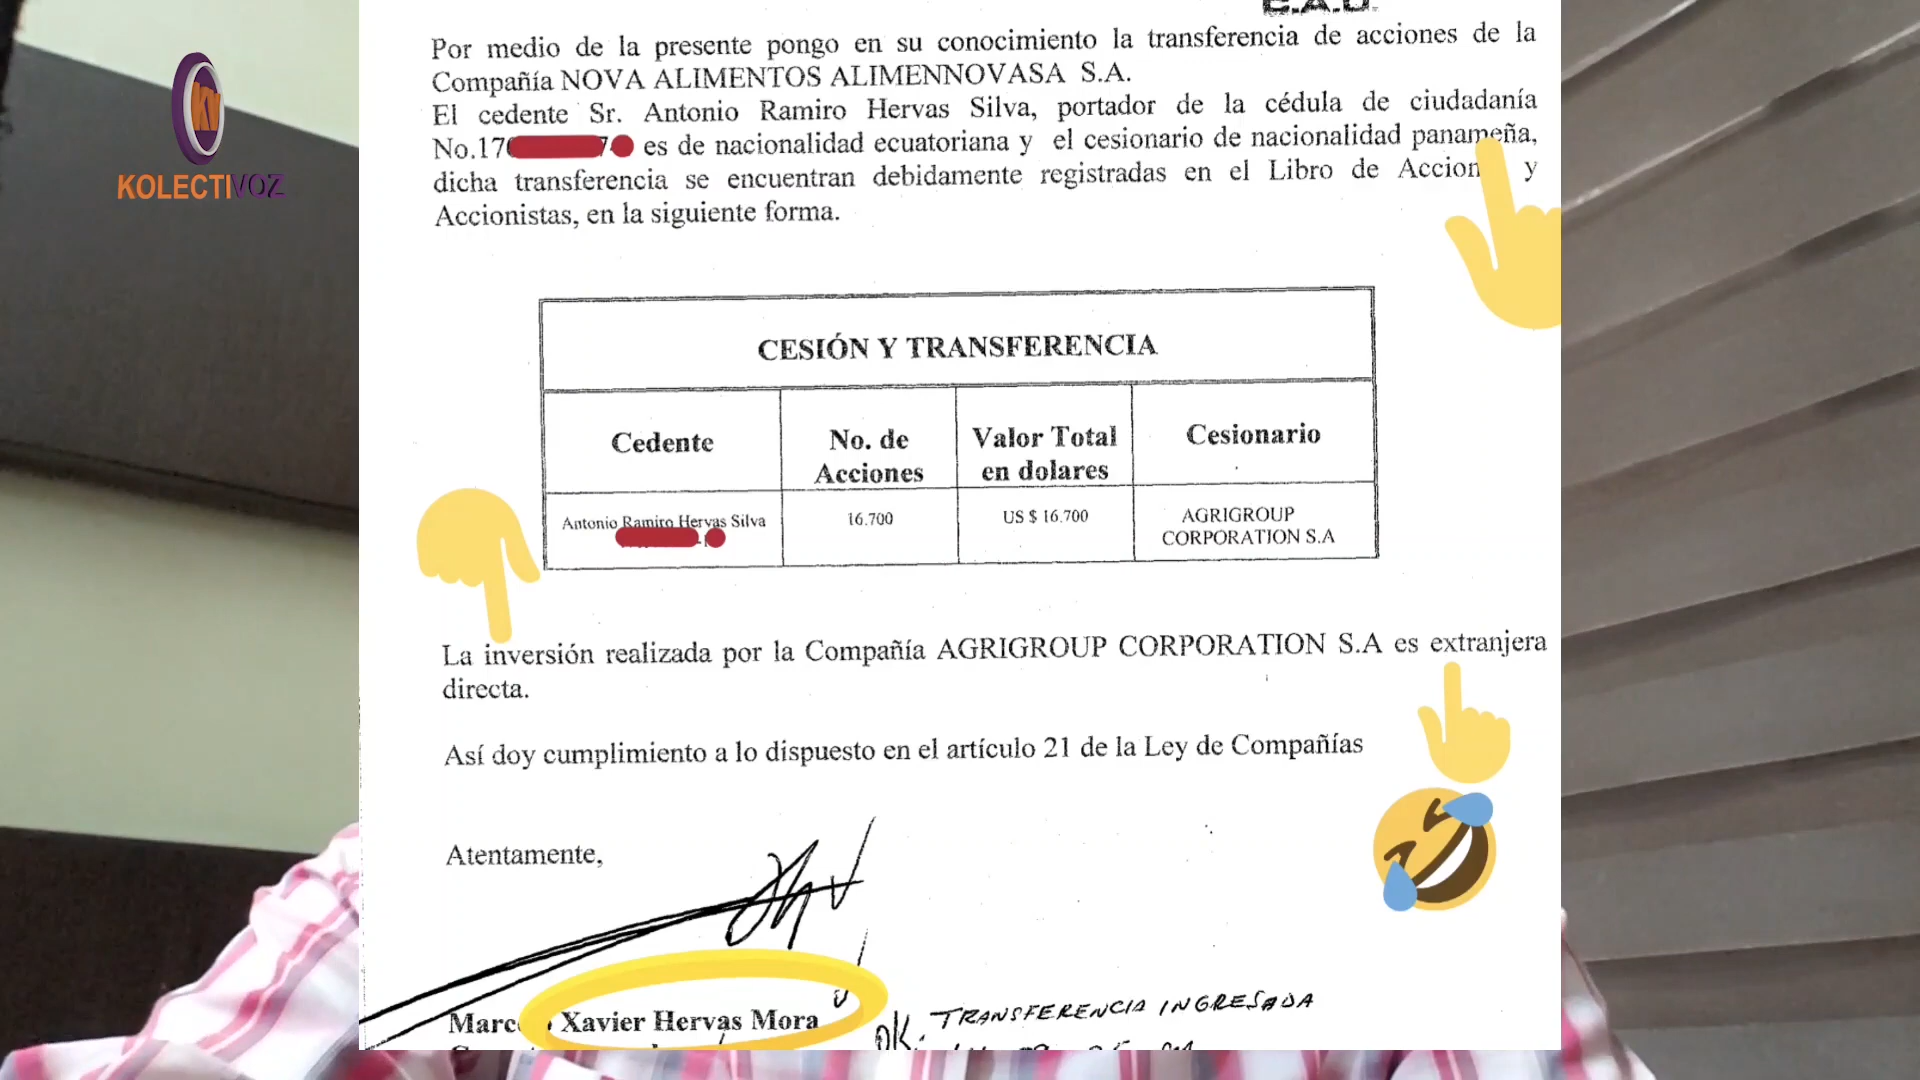 KOLECTIVOZ
Por medio de la presente pongo en su conocimiento la transferencia de acciones de la
Compañía NOVA ALIMENTOS ALIMENNOVASA S.A.
El cedente Sr. Antonio Ramiro Hervas Silva, portador de la cédula de ciudadanía
No.17 7 es de nacionalidad ecuatoriana y el cesionario de nacionalidad panameña,
dicha transferencia se encuentran debidamente registradas en el Libro de Accion y
Accionistas, en la siguiente forma.
CESIÓN Y TRANSFERENCIA
Cedente
No. de
Acciones
Valor Total
en dolares
Cesionario
Antonio Ramiro Hervas Silva
16.700
US $ 16.700
AGRIGROUP
CORPORATION S.A
La inversión realizada por la Compañía AGRIGROUP CORPORATION S.A es extranjera
directa.
Así doy cumplimiento a lo dispuesto en el artículo 21 de la Ley de Compañías
Atentamente,
Xavier Hervas Mora
OK. TRANSFERENCIA INGRESADA